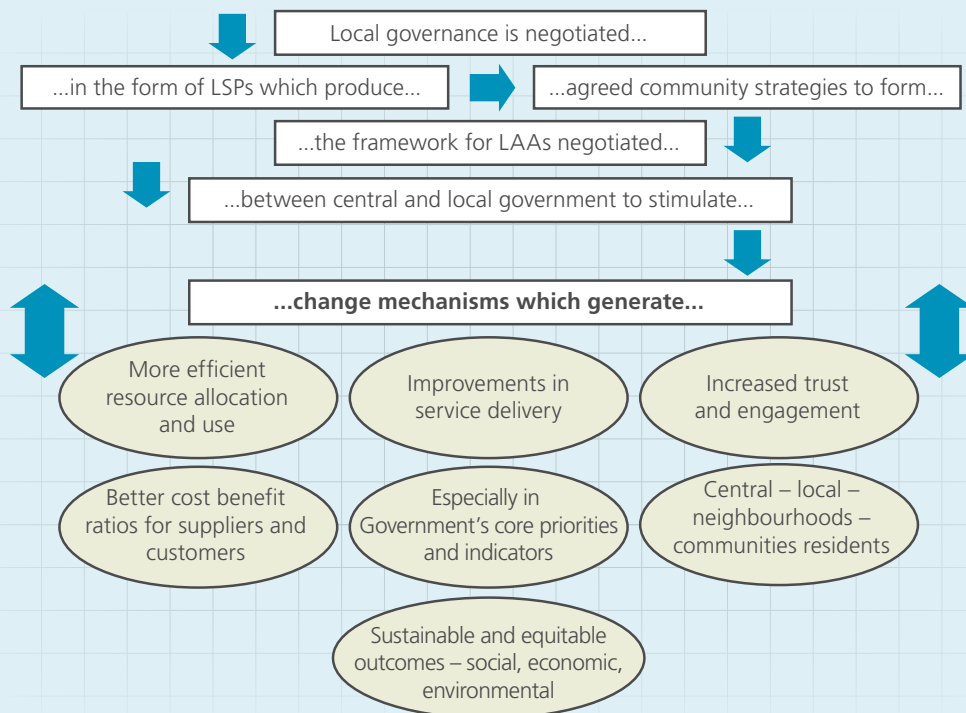 Local governance is negotiated...
...in the form of LSPs which produce...
...agreed community strategies to form...
...the framework for LAAs negotiated...
...between central and local government to stimulate...
...change mechanisms which generate...
More efficient
resource allocation
and use
Improvements in
service delivery
Increased trust
and engagement
Better cost benefit
ratios for suppliers and
customers
Especially in
Government’s core priorities
and indicators
Central – local –
neighbourhoods –
communities residents
Sustainable and equitable
outcomes – social, economic,
environmental